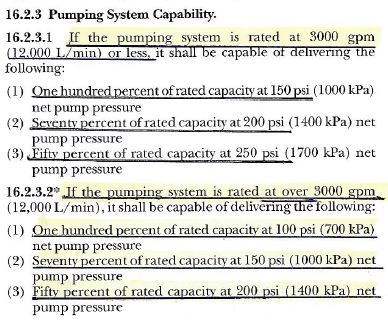 16.2.3 Pumping System Capability.
16.2.3.1 If the pumping system is rated at 3000 gpm
(12,000 L/min) or less, it shall be capable of delivering the
following:
(1) One hundred percent of rated capacity at 150 psi (1000 kPa)
net pump pressure
(2) Seventy percent of rated capacity at 200 psi (1400 kPa) net
pump pressure
(3) Fifty percent of rated capacity at 250 psi (1700 kPa) net
pump pressure
16.2.3.2* If the pumping system is rated at over 3000 gpm
(12,000 L/min), it shall be capable of delivering the following:
(1) One hundred percent of rated capacity at 100 psi (700 kPa)
net pump pressure
(2) Seventy percent of rated capacity at 150 psi (1000 kPa) net
pump pressure
(3) Fifty percent of rated capacity at 200 psi (1400 kPa) net
pump pressure